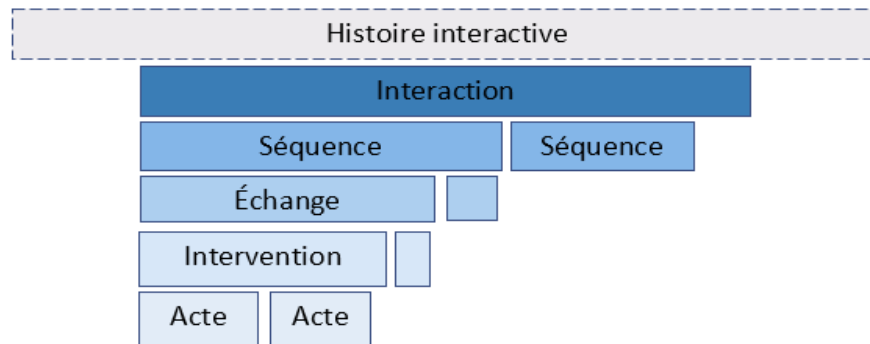 Histoire interactive
Interaction
Séquence Séquence
Échange
Intervention
Acte Acte